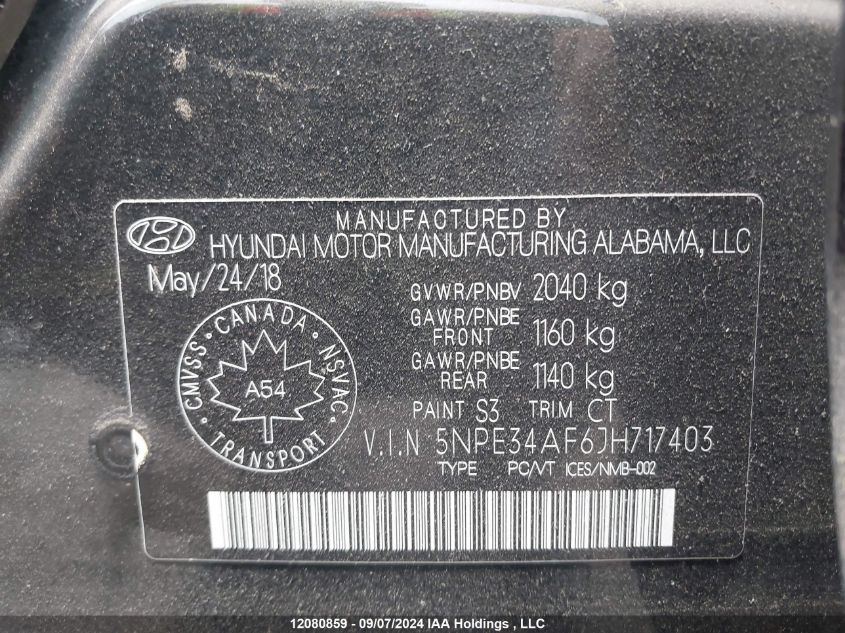 MANUFACTURED BY
HYUNDAI MOTOR MANUFACTURING ALABAMA, LLC
May/24/18
GVWR/PNBV 2040 kg
GAWR/PNBE FRONT 1160 kg
GAWR/PNBE REAR 1140 kg
CMVSS - CANADA - NSVAC
A54
TRANSPORT
PAINT S3 TRIM CT
V.I.N 5NPE34AF6JH717403
TYPE PC/VT ICES/NMB-002
12080859 - 09/07/2024 IAA Holdings , LLC